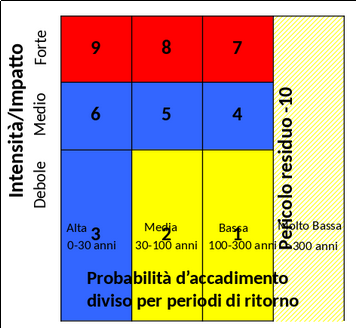 Intensità/Impatto
Forte
9 8 7
Medio
6 5 4
Debole
3 2 1
Pericolo residuo -10
Alta Media Bassa Molto Bassa
0-30 anni 30-100 anni 100-300 anni >300 anni
Probabilità d’accadimento
diviso per periodi di ritorno